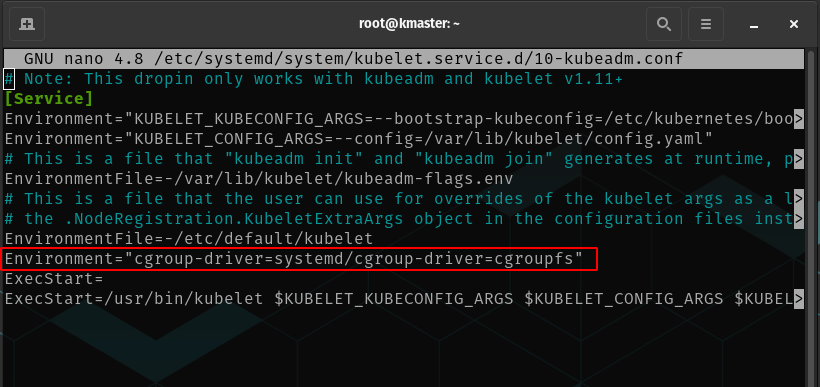 root@kmaster: ~
GNU nano 4.8 /etc/systemd/system/kubelet.service.d/10-kubeadm.conf
# Note: This dropin only works with kubeadm and kubelet v1.11+
[Service]
Environment="KUBELET_KUBECONFIG_ARGS=--bootstrap-kubeconfig=/etc/kubernetes/boo>
Environment="KUBELET_CONFIG_ARGS=--config=/var/lib/kubelet/config.yaml"
# This is a file that "kubeadm init" and "kubeadm join" generates at runtime, p>
EnvironmentFile=-/var/lib/kubelet/kubeadm-flags.env
# This is a file that the user can use for overrides of the kubelet args as a l>
# the .NodeRegistration.KubeletExtraArgs object in the configuration files inst>
EnvironmentFile=-/etc/default/kubelet
Environment="cgroup-driver=systemd/cgroup-driver=cgroupfs"
ExecStart=
ExecStart=/usr/bin/kubelet $KUBELET_KUBECONFIG_ARGS $KUBELET_CONFIG_ARGS $KUBEL>